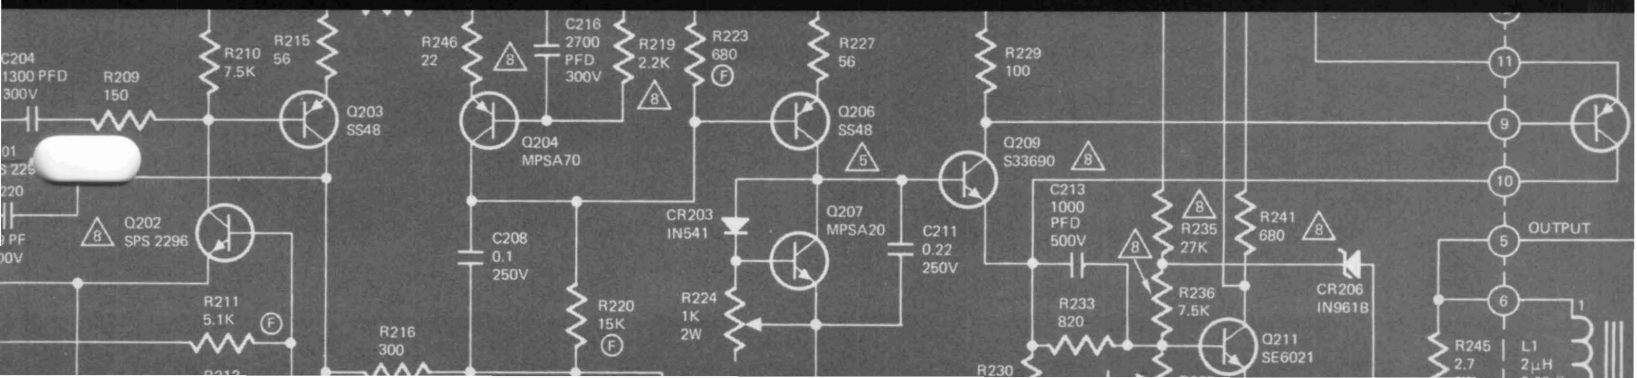 C204
1300 PFD
300V
R209
150
R210
7.5K
R215
56
Q203
SS48
R246
22
8
C216
2700
PFD
300V
R219
2.2K
8
R223
680
F
R227
56
Q204
MPSA70
Q206
SS48
5
R229
100
Q209
S33690
8
11
9
10
8
Q202
SPS 2296
C208
0.1
250V
CR203
IN541
Q207
MPSA20
C211
0.22
250V
C213
1000
PFD
500V
8
8
R235
27K
R241
680
8
CR206
IN961B
5
OUTPUT
6
R211
5.1K
F
R216
300
R220
15K
F
R224
1K
2W
R233
820
R236
7.5K
Q211
SE6021
R230
R245
2.7
L1
2µH
1